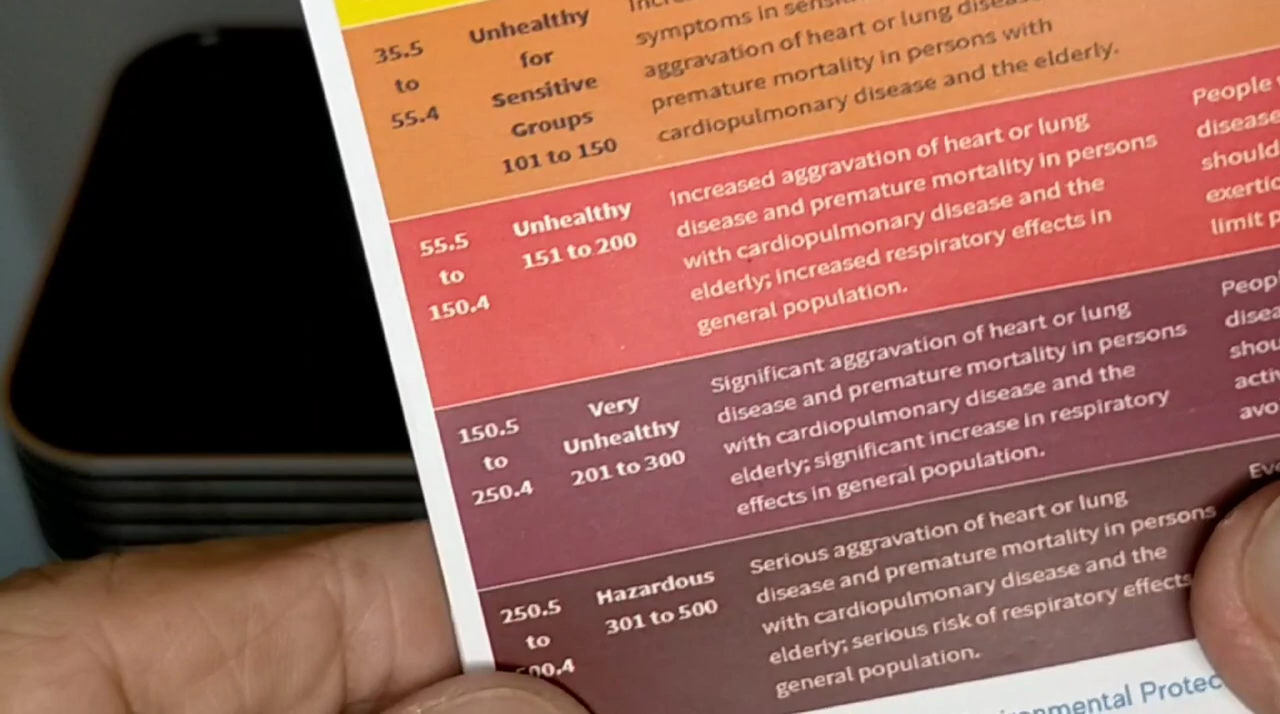 35.5
to
55.4
Unhealthy
for
Sensitive
Groups
101 to 150
symptoms in
aggravation of heart or lung
premature mortality in persons with
cardiopulmonary disease and the elderly.
55.5
to
150.4
Unhealthy
151 to 200
Increased aggravation of heart or lung
disease and premature mortality in persons
with cardiopulmonary disease and the
elderly; increased respiratory effects in
general population.
People
disease
should
limit
150.5
to
250.4
Very
Unhealthy
201 to 300
Significant aggravation of heart or lung
disease and premature mortality in persons
with cardiopulmonary disease and the
elderly; significant increase in respiratory
effects in general population.
250.5
to
Hazardous
301 to 500
Serious aggravation of heart or lung
disease and premature mortality in persons
with cardiopulmonary disease and the
elderly; serious risk of respiratory effects
general population.